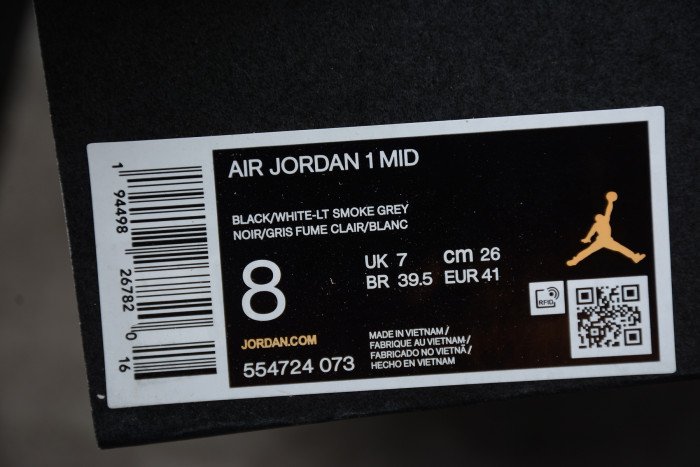 AIR JORDAN 1 MID
BLACK/WHITE-LT SMOKE GREY
NOIR/GRIS FUME CLAIR/BLANC
8
UK 7 cm 26
BR 39.5 EUR 41
JORDAN.COM
554724 073
MADE IN VIETNAM/
FABRIQUE AU VIETNAM/
FABRICADO NO VIETNÃ/
HECHO EN VIETNAM
RFID
1 94498 26782 0 16